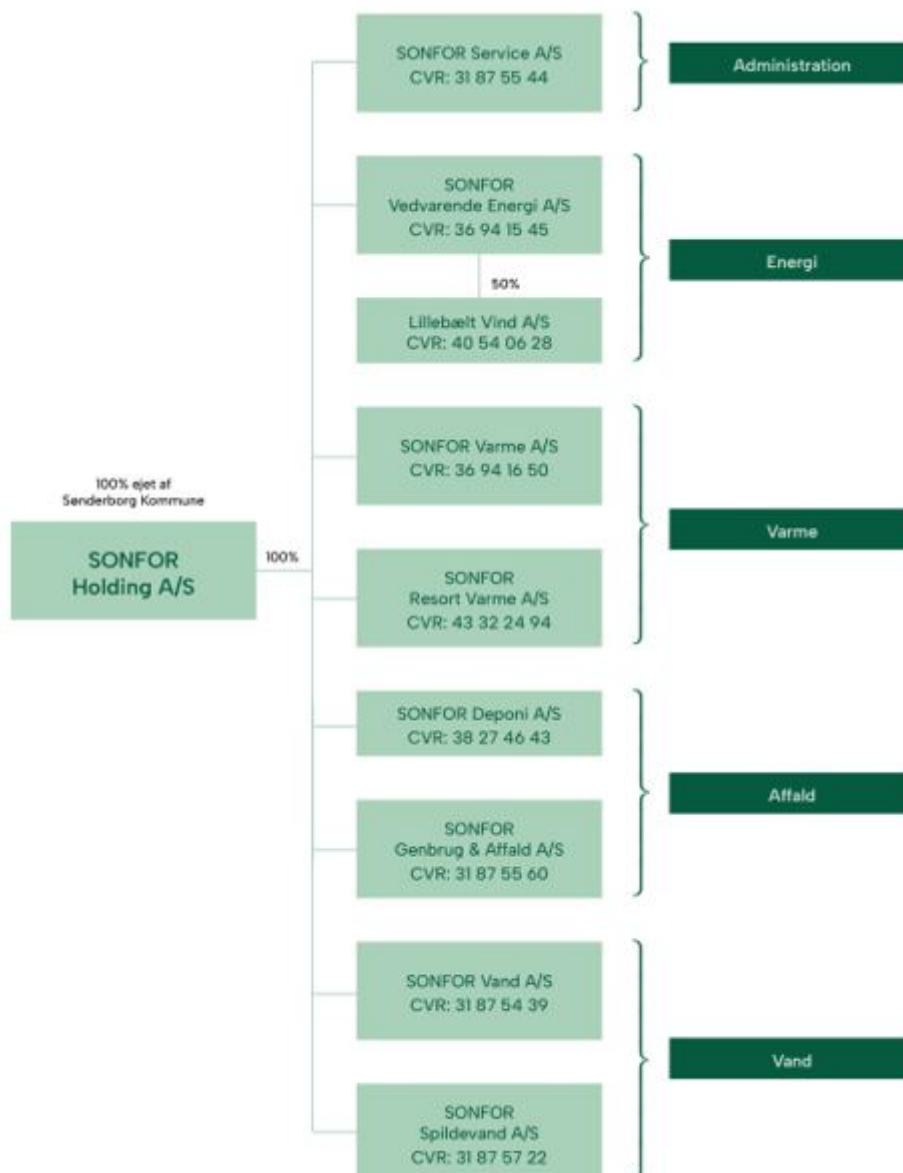 SONFOR Service A/S
CVR: 31 87 55 44
Administration
SONFOR
Vedvarende Energi A/S
CVR: 36 94 15 45
50%
Lillebælt Vind A/S
CVR: 40 54 06 28
Energi
SONFOR Varme A/S
CVR: 36 94 16 50
100% ejet af
Sønderborg Kommune
SONFOR
Holding A/S
100%
SONFOR
Resort Varme A/S
CVR: 43 32 24 94
Varme
SONFOR Deponi A/S
CVR: 38 27 46 43
SONFOR
Genbrug & Affald A/S
CVR: 31 87 55 60
Affald
SONFOR Vand A/S
CVR: 31 87 54 39
SONFOR
Spildevand A/S
CVR: 31 87 57 22
Vand